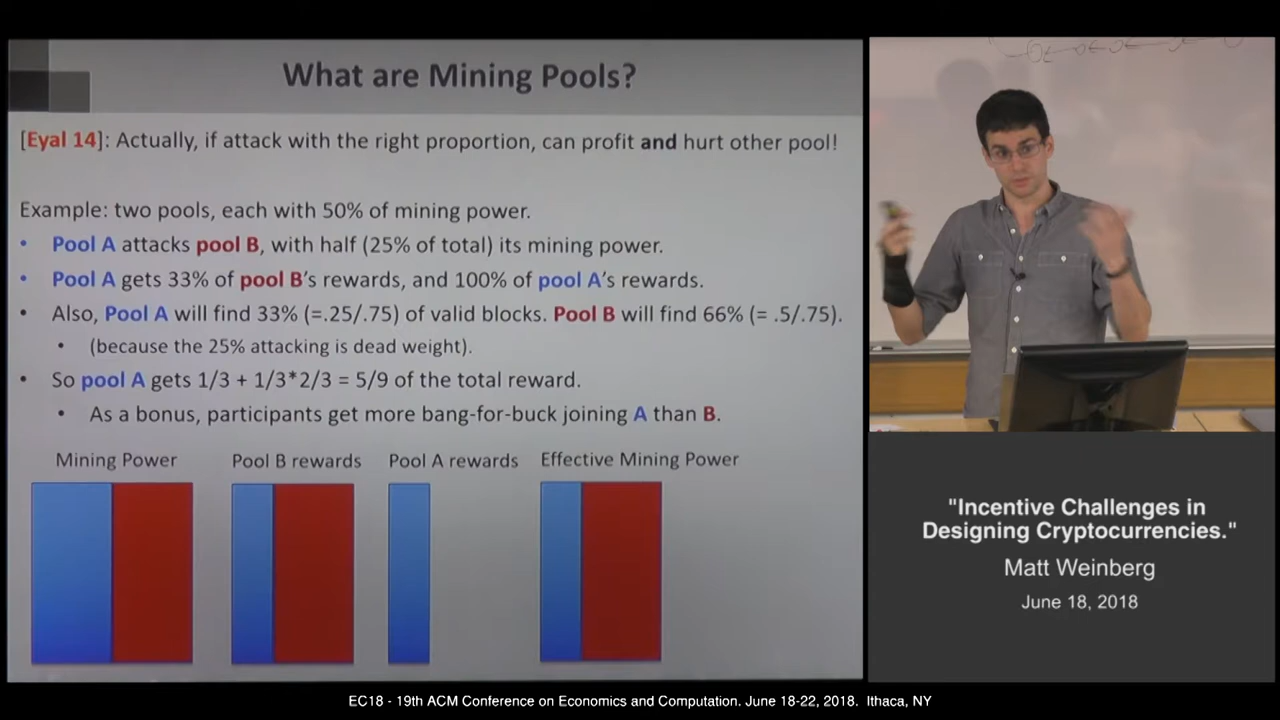 What are Mining Pools?
[Eyal 14]: Actually, if attack with the right proportion, can profit and hurt other pool!
Example: two pools, each with 50% of mining power.
• Pool A attacks pool B, with half (25% of total) its mining power.
• Pool A gets 33% of pool B's rewards, and 100% of pool A's rewards.
• Also, Pool A will find 33% (=.25/.75) of valid blocks. Pool B will find 66% (= .5/.75).
• (because the 25% attacking is dead weight).
• So pool A gets 1/3 + 1/3*2/3 = 5/9 of the total reward.
• As a bonus, participants get more bang-for-buck joining A than B.
Mining Power Pool B rewards Pool A rewards Effective Mining Power
"Incentive Challenges in
Designing Cryptocurrencies."
Matt Weinberg
June 18, 2018
EC18 - 19th ACM Conference on Economics and Computation. June 18-22, 2018. Ithaca, NY